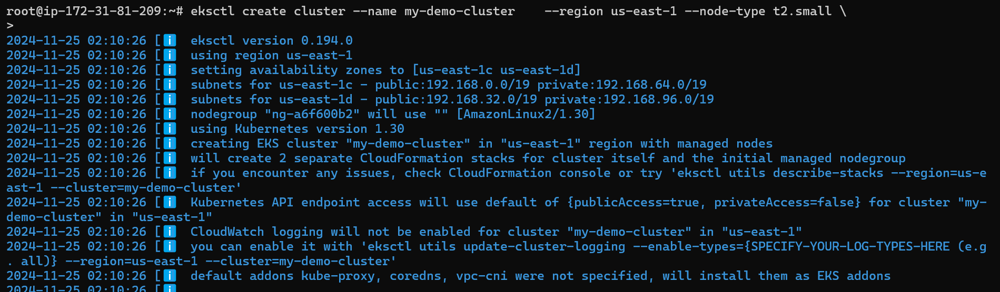 root@ip-172-31-81-209:~# eksctl create cluster --name my-demo-cluster    --region us-east-1 --node-type t2.small \
>
2024-11-25 02:10:26 [ℹ]  eksctl version 0.194.0
2024-11-25 02:10:26 [ℹ]  using region us-east-1
2024-11-25 02:10:26 [ℹ]  setting availability zones to [us-east-1c us-east-1d]
2024-11-25 02:10:26 [ℹ]  subnets for us-east-1c - public:192.168.0.0/19 private:192.168.64.0/19
2024-11-25 02:10:26 [ℹ]  subnets for us-east-1d - public:192.168.32.0/19 private:192.168.96.0/19
2024-11-25 02:10:26 [ℹ]  nodegroup "ng-a6f600b2" will use "" [AmazonLinux2/1.30]
2024-11-25 02:10:26 [ℹ]  using Kubernetes version 1.30
2024-11-25 02:10:26 [ℹ]  creating EKS cluster "my-demo-cluster" in "us-east-1" region with managed nodes
2024-11-25 02:10:26 [ℹ]  will create 2 separate CloudFormation stacks for cluster itself and the initial managed nodegroup
2024-11-25 02:10:26 [ℹ]  if you encounter any issues, check CloudFormation console or try 'eksctl utils describe-stacks --region=us-e
ast-1 --cluster=my-demo-cluster'
2024-11-25 02:10:26 [ℹ]  Kubernetes API endpoint access will use default of {publicAccess=true, privateAccess=false} for cluster "my-
demo-cluster" in "us-east-1"
2024-11-25 02:10:26 [ℹ]  CloudWatch logging will not be enabled for cluster "my-demo-cluster" in "us-east-1"
2024-11-25 02:10:26 [ℹ]  you can enable it with 'eksctl utils update-cluster-logging --enable-types={SPECIFY-YOUR-LOG-TYPES-HERE (e.g
. all)} --region=us-east-1 --cluster=my-demo-cluster'
2024-11-25 02:10:26 [ℹ]  default addons kube-proxy, coredns, vpc-cni were not specified, will install them as EKS addons
2024-11-25 02:10:26 [ℹ]